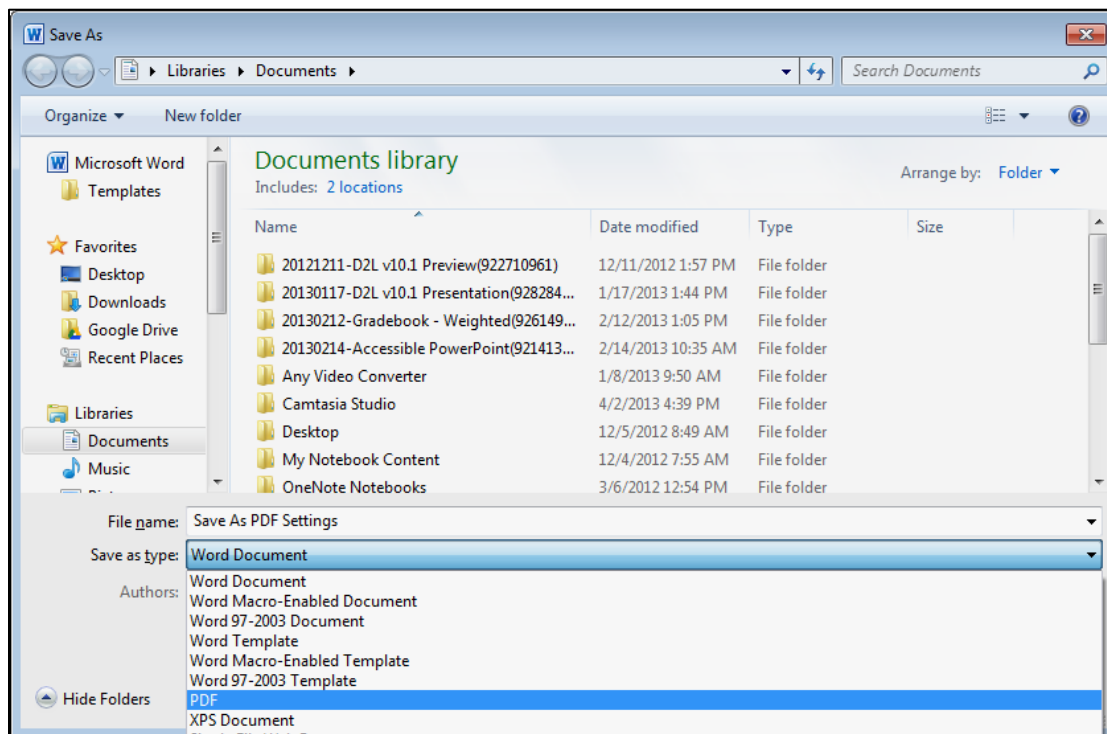 Save As
Libraries Documents
Search Documents
Organize New folder
Microsoft Word
Templates
Favorites
Desktop
Downloads
Google Drive
Recent Places
Libraries
Documents
Music
Documents library
Includes: 2 locations
Arrange by: Folder
Name Date modified Type Size
20121211-D2L v10.1 Preview(922710961) 12/11/2012 1:57 PM File folder
20130117-D2L v10.1 Presentation(928284... 1/17/2013 1:44 PM File folder
20130212-Gradebook - Weighted(926149... 2/12/2013 1:05 PM File folder
20130214-Accessible PowerPoint(921413... 2/14/2013 10:35 AM File folder
Any Video Converter 1/8/2013 9:50 AM File folder
Camtasia Studio 4/2/2013 4:39 PM File folder
Desktop 12/5/2012 8:49 AM File folder
My Notebook Content 12/4/2012 7:55 AM File folder
OneNote Notebooks 3/6/2012 12:54 PM File folder
File name: Save As PDF Settings
Save as type: Word Document
Authors:
Word Document
Word Macro-Enabled Document
Word 97-2003 Document
Word Template
Word Macro-Enabled Template
Word 97-2003 Template
PDF
XPS Document
Hide Folders